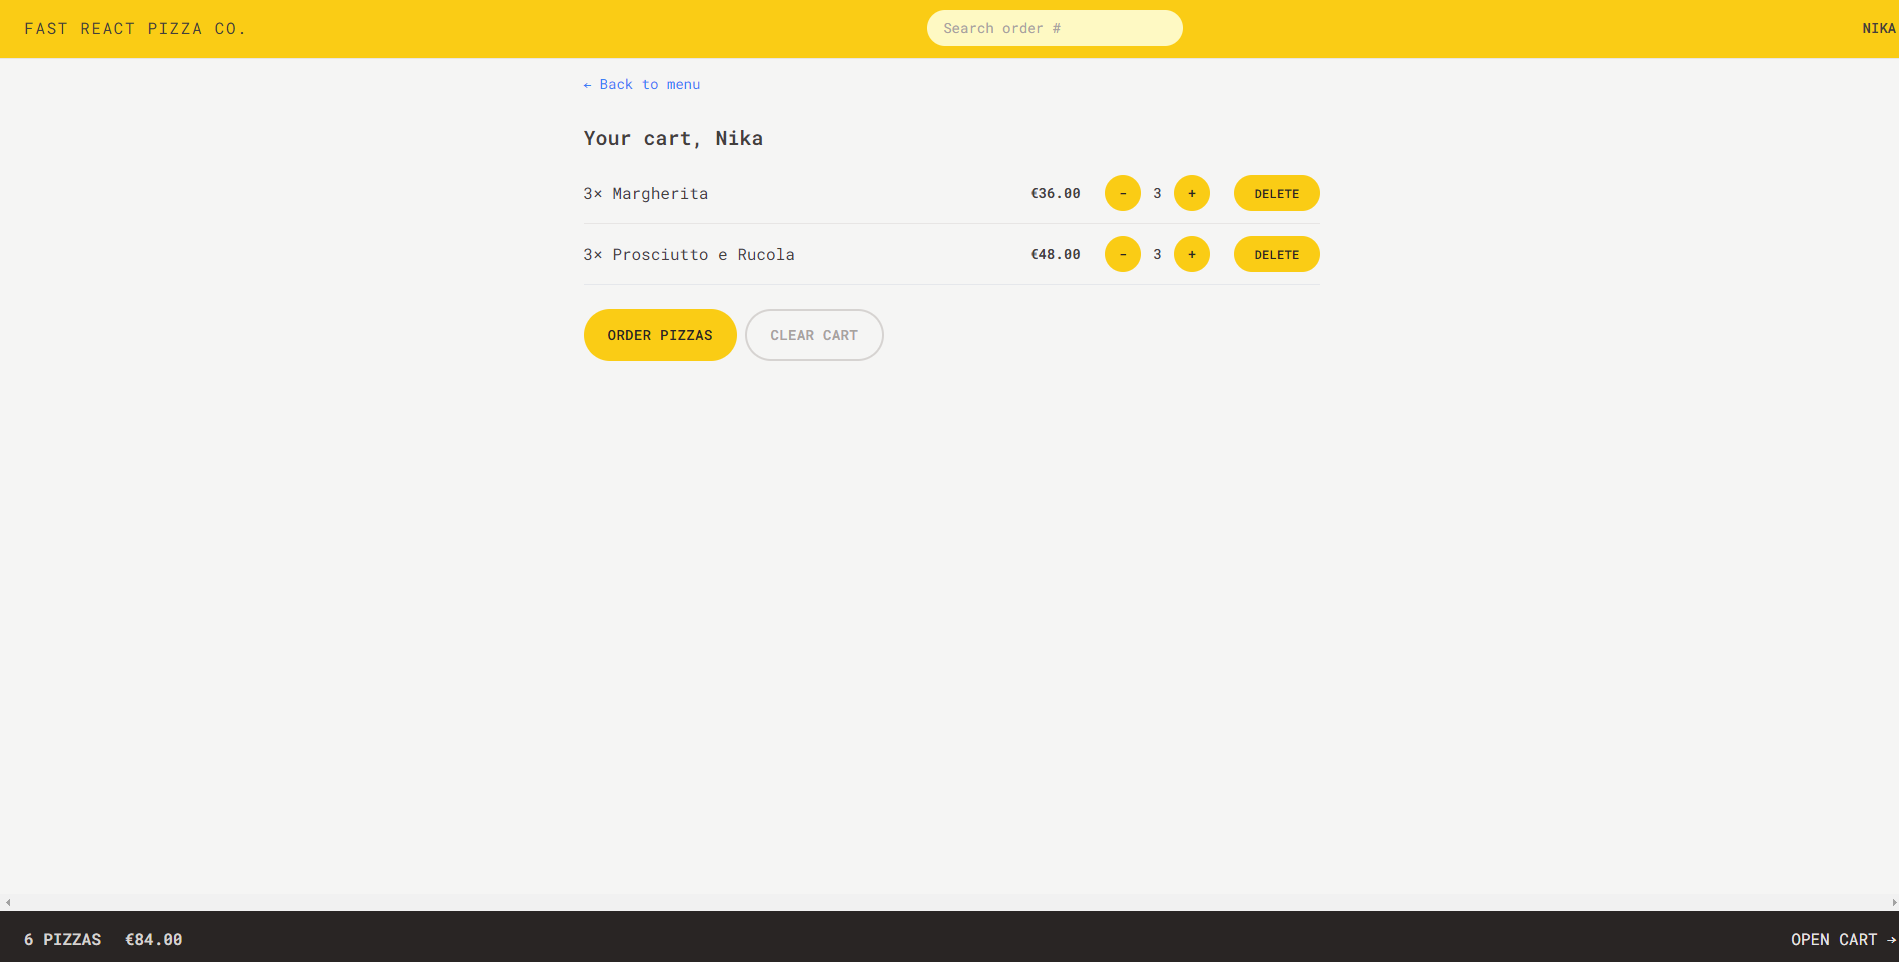 FAST REACT PIZZA CO. Search order # NIKA
← Back to menu
Your cart, Nika
3× Margherita €36.00 - 3 + DELETE
3× Prosciutto e Rucola €48.00 - 3 + DELETE
ORDER PIZZAS CLEAR CART
6 PIZZAS €84.00 OPEN CART →